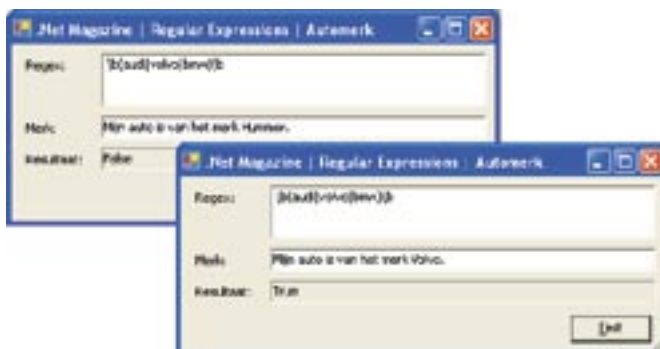 .Net Magazine | Regular Expressions | Automerk
Regex:
\b(audi|volvo|bmw)\b
Merk:
Mijn auto is van het merk Hummer.
Resultaat:
False
.Net Magazine | Regular Expressions | Automerk
Regex:
\b(audi|volvo|bmw)\b
Merk:
Mijn auto is van het merk Volvo.
Resultaat:
True